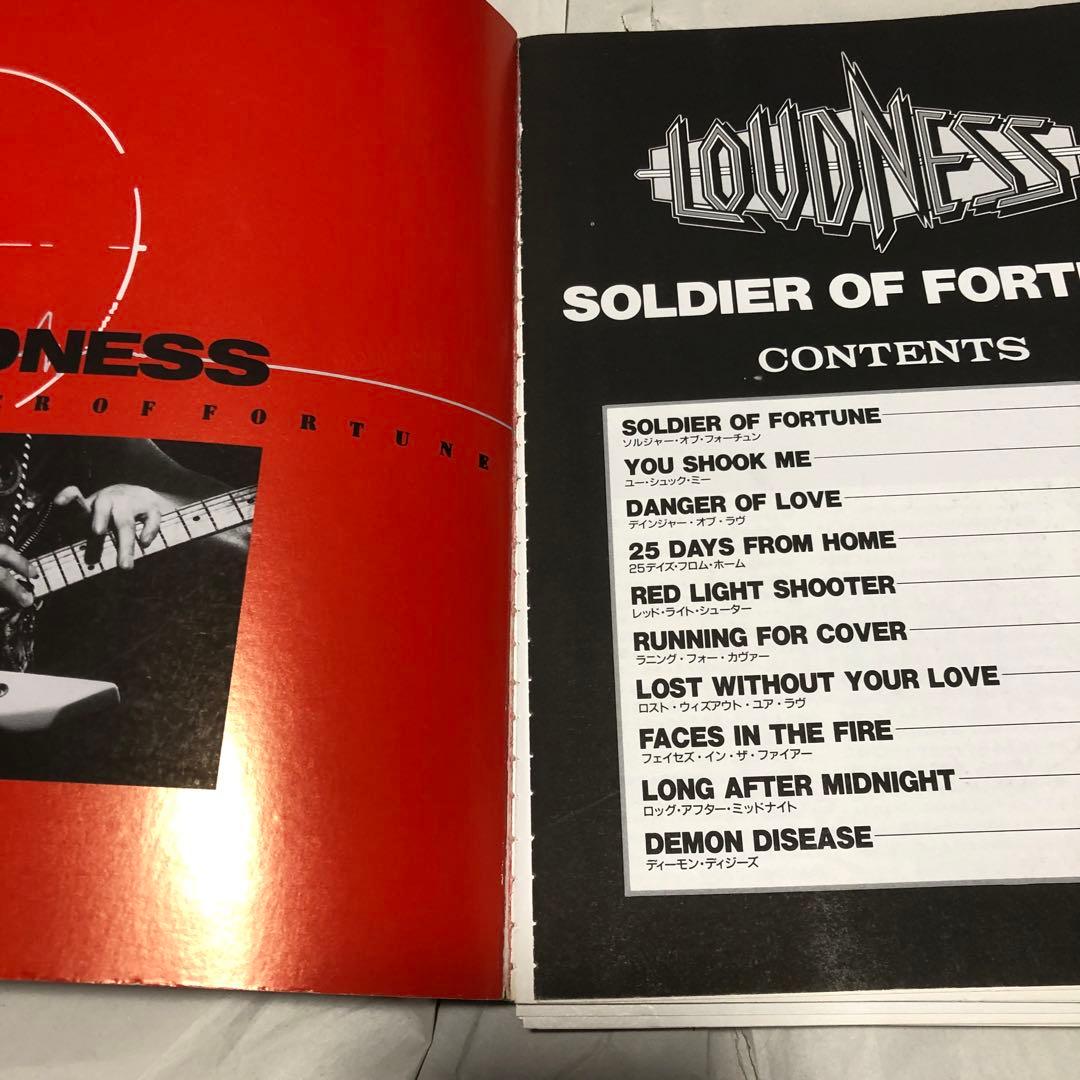 DNESS
ER OF FORTUNE
LOUDNESS
SOLDIER OF FORTU
CONTENTS
SOLDIER OF FORTUNE
ソルジャー・オブ・フォーチュン
YOU SHOOK ME
ユー・シュック・ミー
DANGER OF LOVE
デインジャー・オブ・ラヴ
25 DAYS FROM HOME
25デイズ・フロム・ホーム
RED LIGHT SHOOTER
レッド・ライト・シューター
RUNNING FOR COVER
ラニング・フォー・カヴァー
LOST WITHOUT YOUR LOVE
ロスト・ウィズアウト・ユア・ラヴ
FACES IN THE FIRE
フェイセズ・イン・ザ・ファイアー
LONG AFTER MIDNIGHT
ロッグ・アフター・ミッドナイト
DEMON DISEASE
ディーモン・ディジーズ